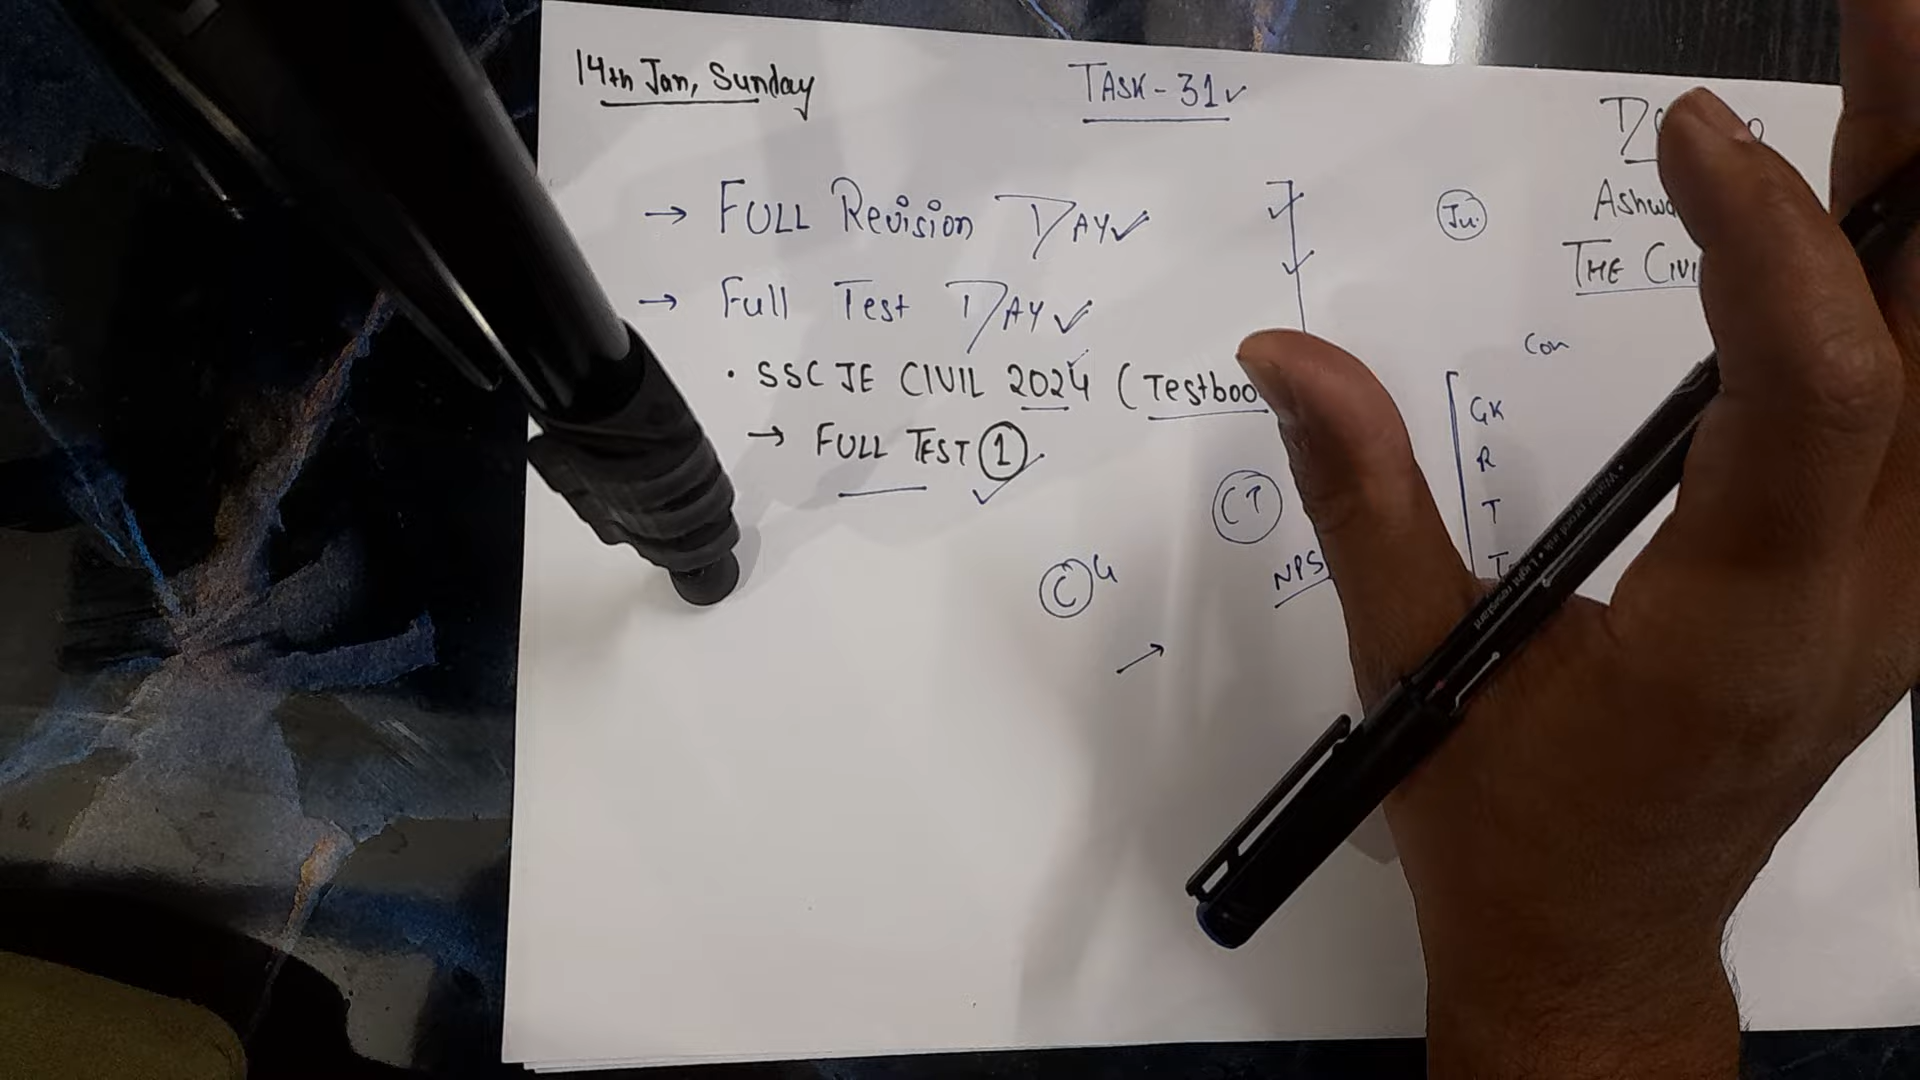 14th Jan, Sunday
TASK - 31
→ FULL Revision DAY
→ Full Test DAY
• SSC JE CIVIL 2024 (Testboo
→ FULL TEST 1
Ju.
THE CIVI
Con
GK
R
T
CT
C 4
NPS